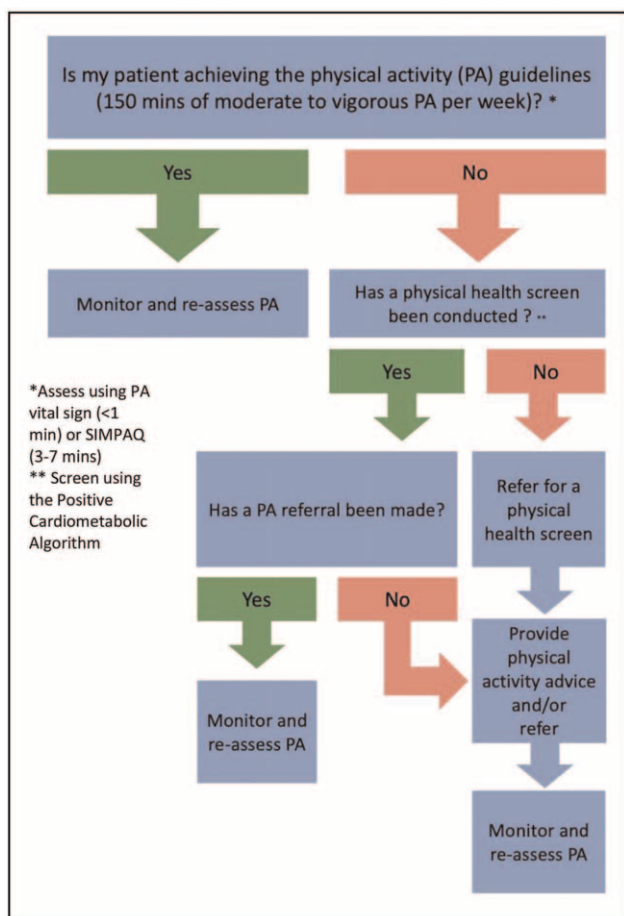 Is my patient achieving the physical activity (PA) guidelines
(150 mins of moderate to vigorous PA per week)? *
Yes
No
Monitor and re-assess PA
Has a physical health screen
been conducted ? **
Yes
No
*Assess using PA
vital sign (<1
min) or SIMPAQ
(3-7 mins)
** Screen using
the Positive
Cardiometabolic
Algorithm
Has a PA referral been made?
Refer for a
physical
health screen
Yes
No
Provide
physical
activity advice
and/or
refer
Monitor and
re-assess PA
Monitor and
re-assess PA